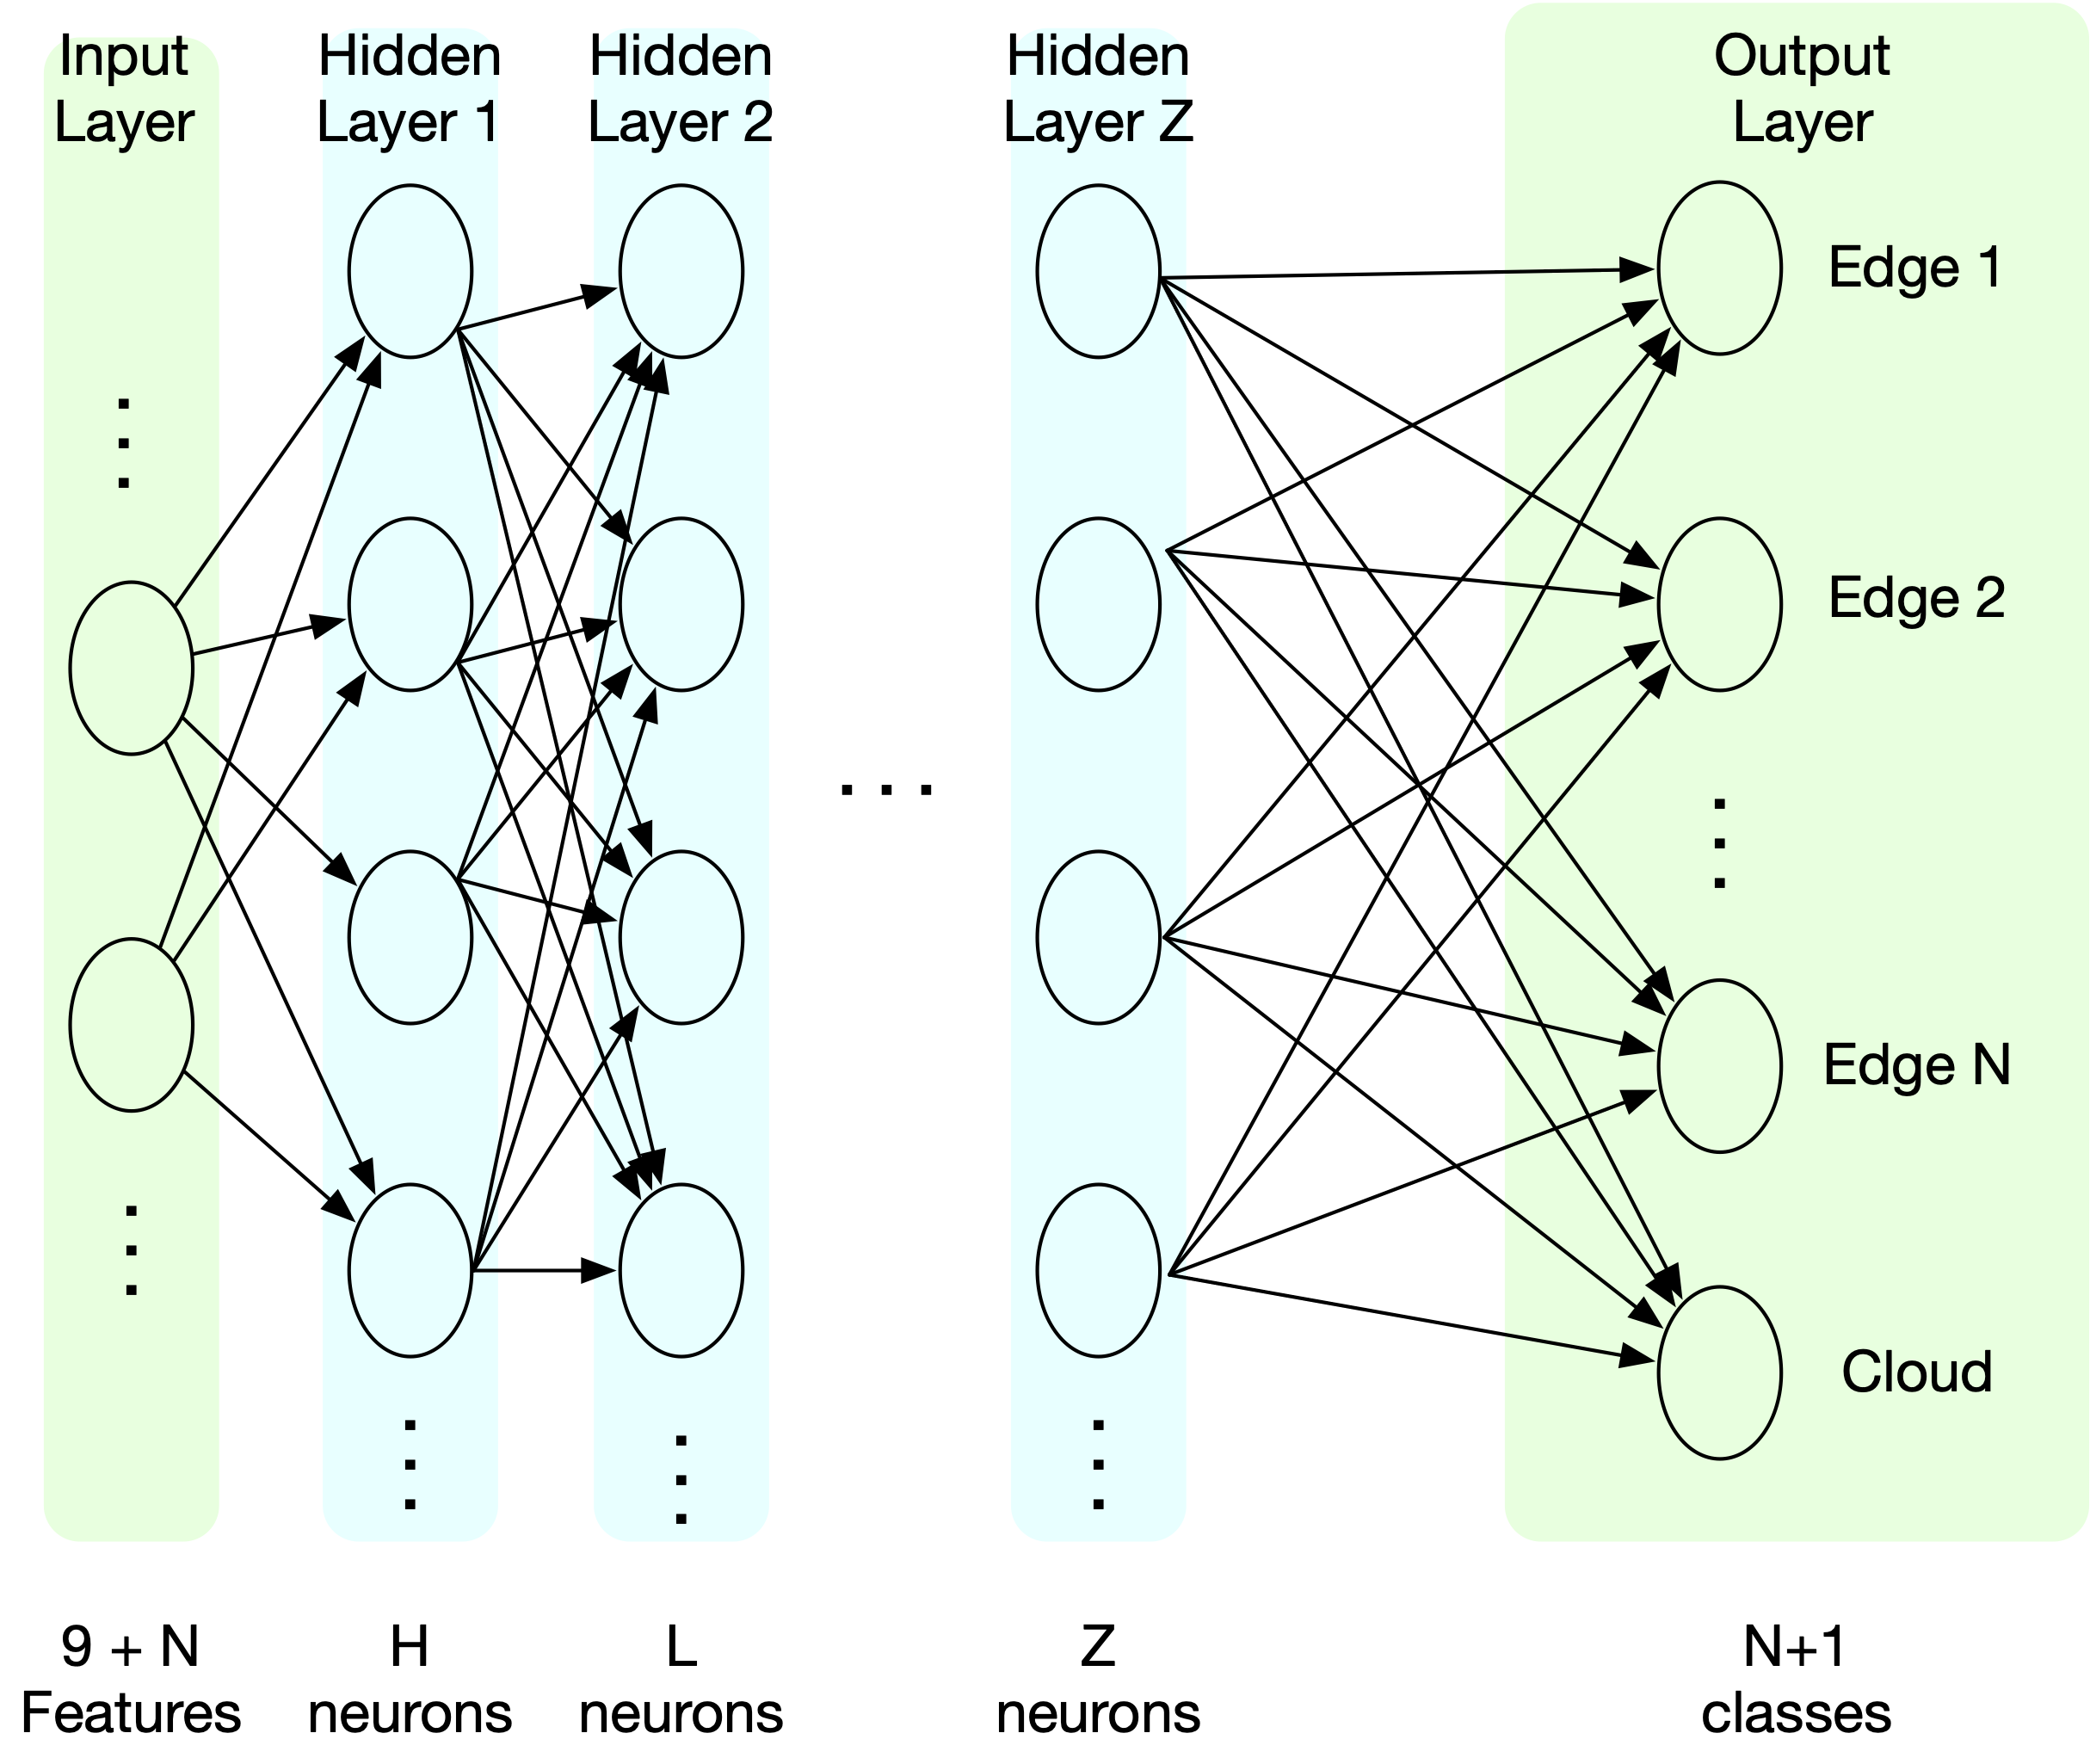 Input
Layer
Hidden
Layer 1
Hidden
Layer 2
Hidden
Layer Z
Output
Layer
Edge 1
Edge 2
Edge N
Cloud
9 + N
Features
H
neurons
L
neurons
Z
neurons
N+1
classes